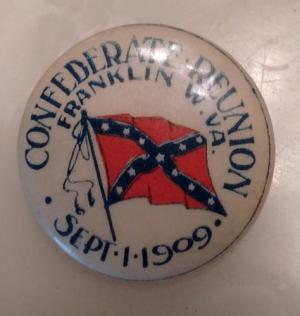 CONFEDERATE REUNION
FRANKLIN W.VA.
• SEPT•1•1909 •